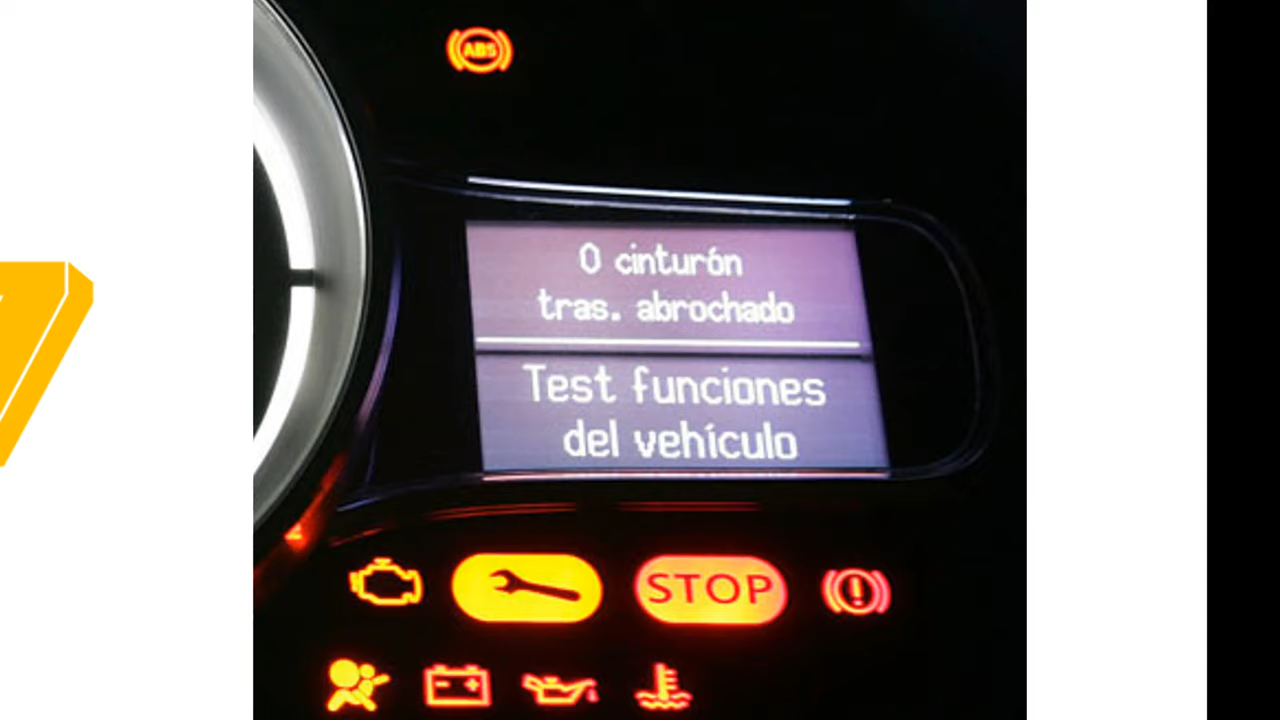 ABS
0 cinturón
tras. abrochado
Test funciones
del vehículo
STOP